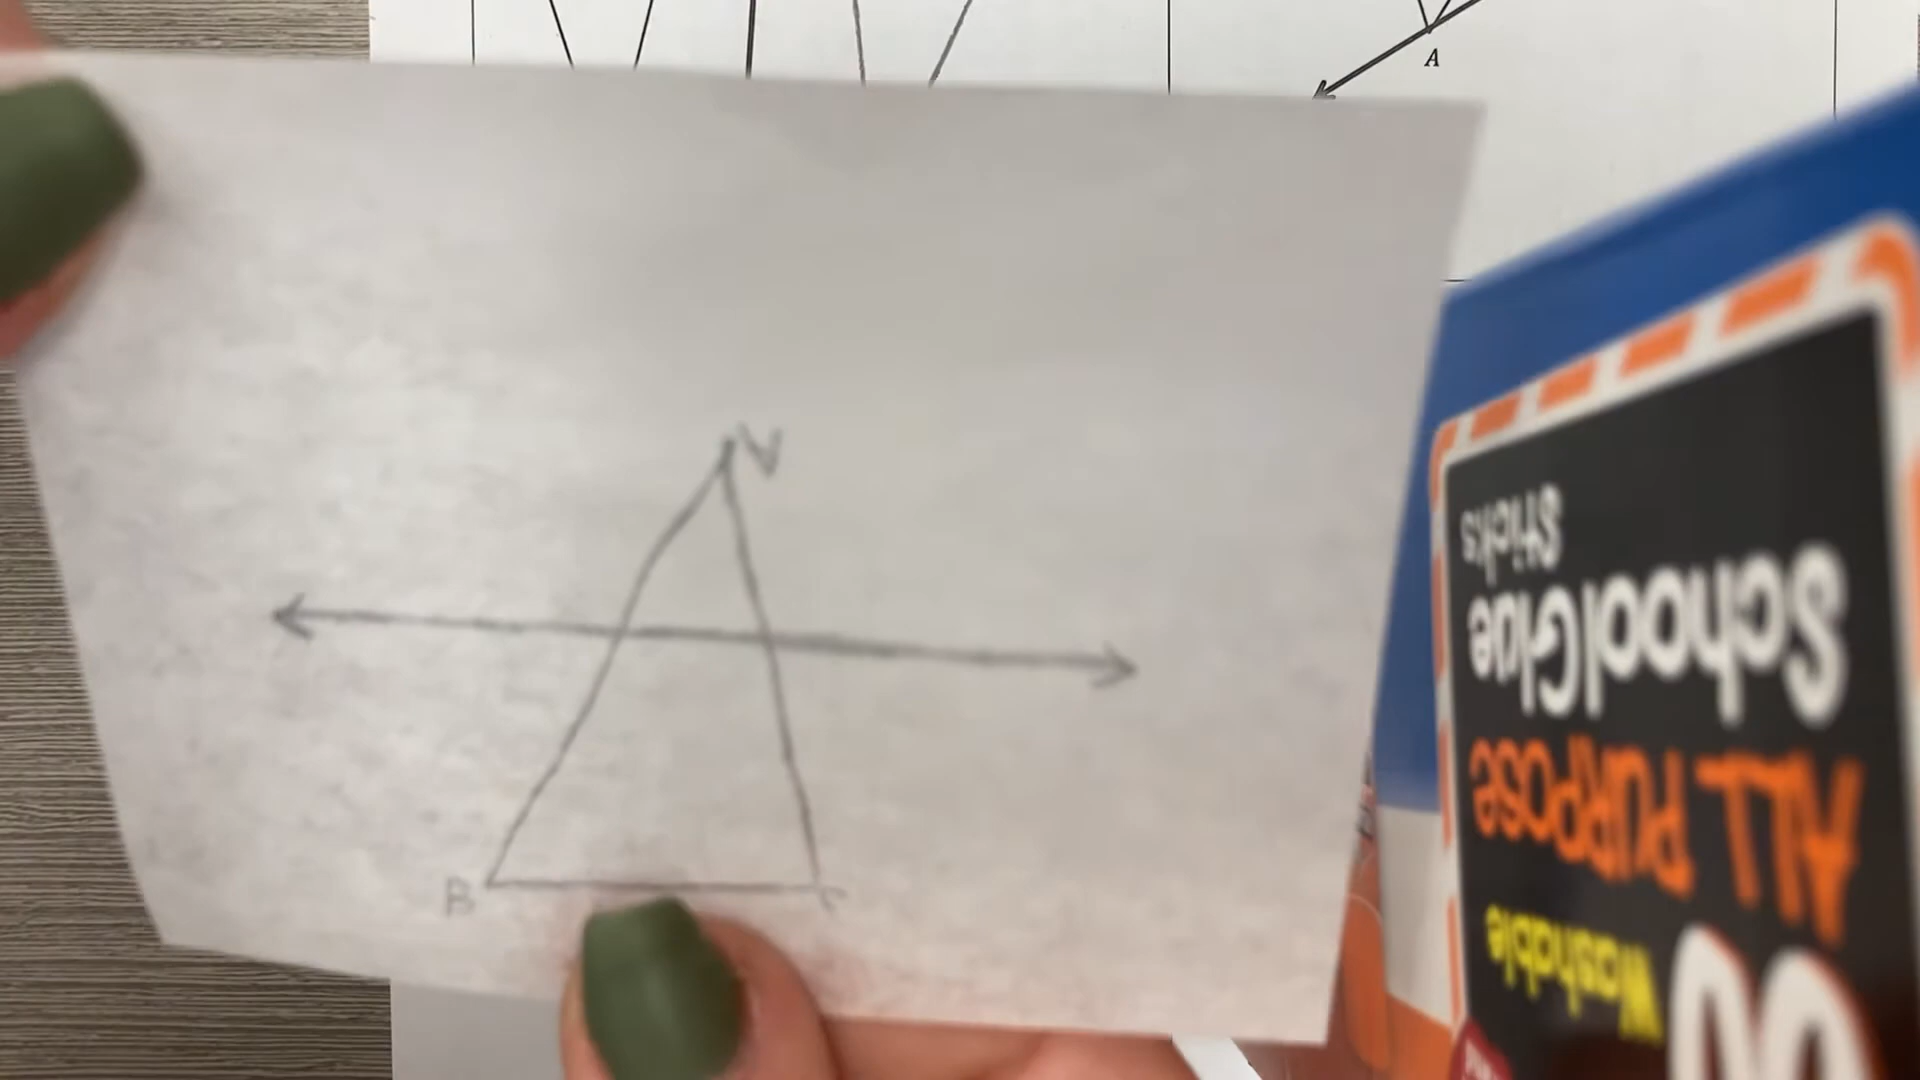 A
V
B
School Glue
Sticks
ALL PURPOSE
Washable